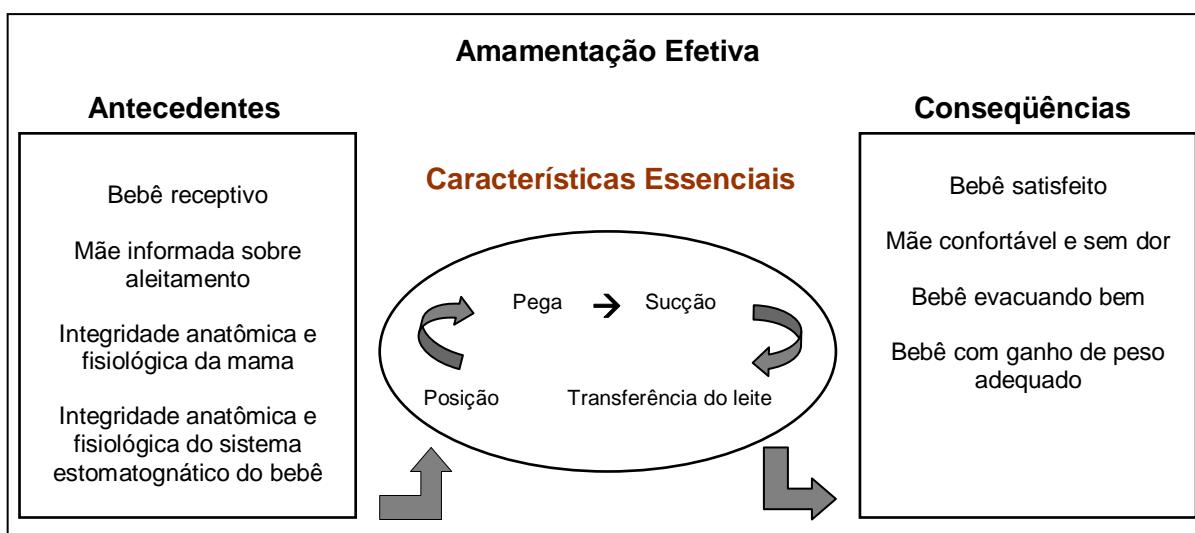 Amamentação Efetiva
Antecedentes
Bebê receptivo
Mãe informada sobre
aleitamento
Integridade anatômica e
fisiológica da mama
Integridade anatômica e
fisiológica do sistema
estomatognático do bebê
Características Essenciais
Pega → Sucção
Posição
Transferência do leite
Conseqüências
Bebê satisfeito
Mãe confortável e sem dor
Bebê evacuando bem
Bebê com ganho de peso
adequado